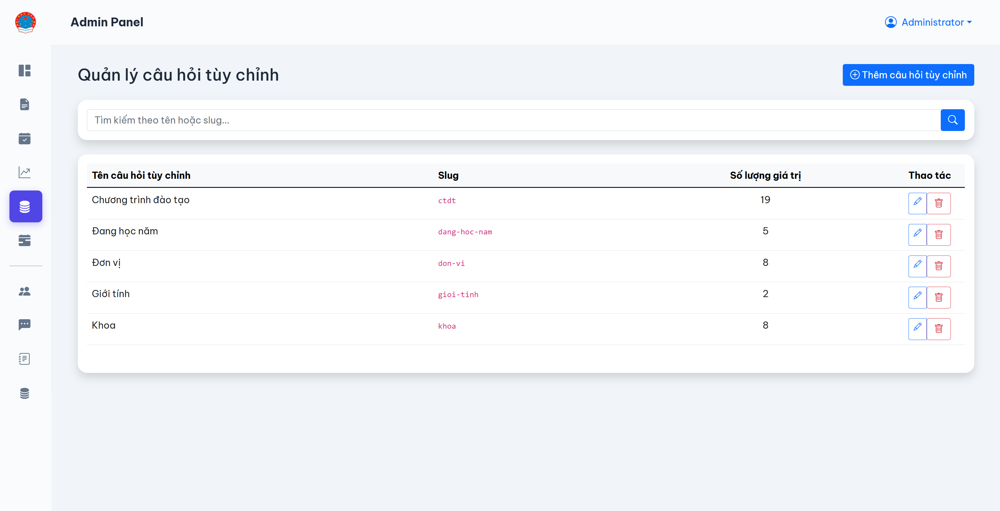 Admin Panel
Administrator
Quản lý câu hỏi tùy chỉnh
Thêm câu hỏi tùy chỉnh
Tìm kiếm theo tên hoặc slug...
Tên câu hỏi tùy chỉnh Slug Số lượng giá trị Thao tác
Chương trình đào tạo ctdt 19
Đang học năm dang-hoc-nam 5
Đơn vị don-vi 8
Giới tính gioi-tinh 2
Khoa khoa 8